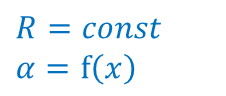 R = const
α = f(x)